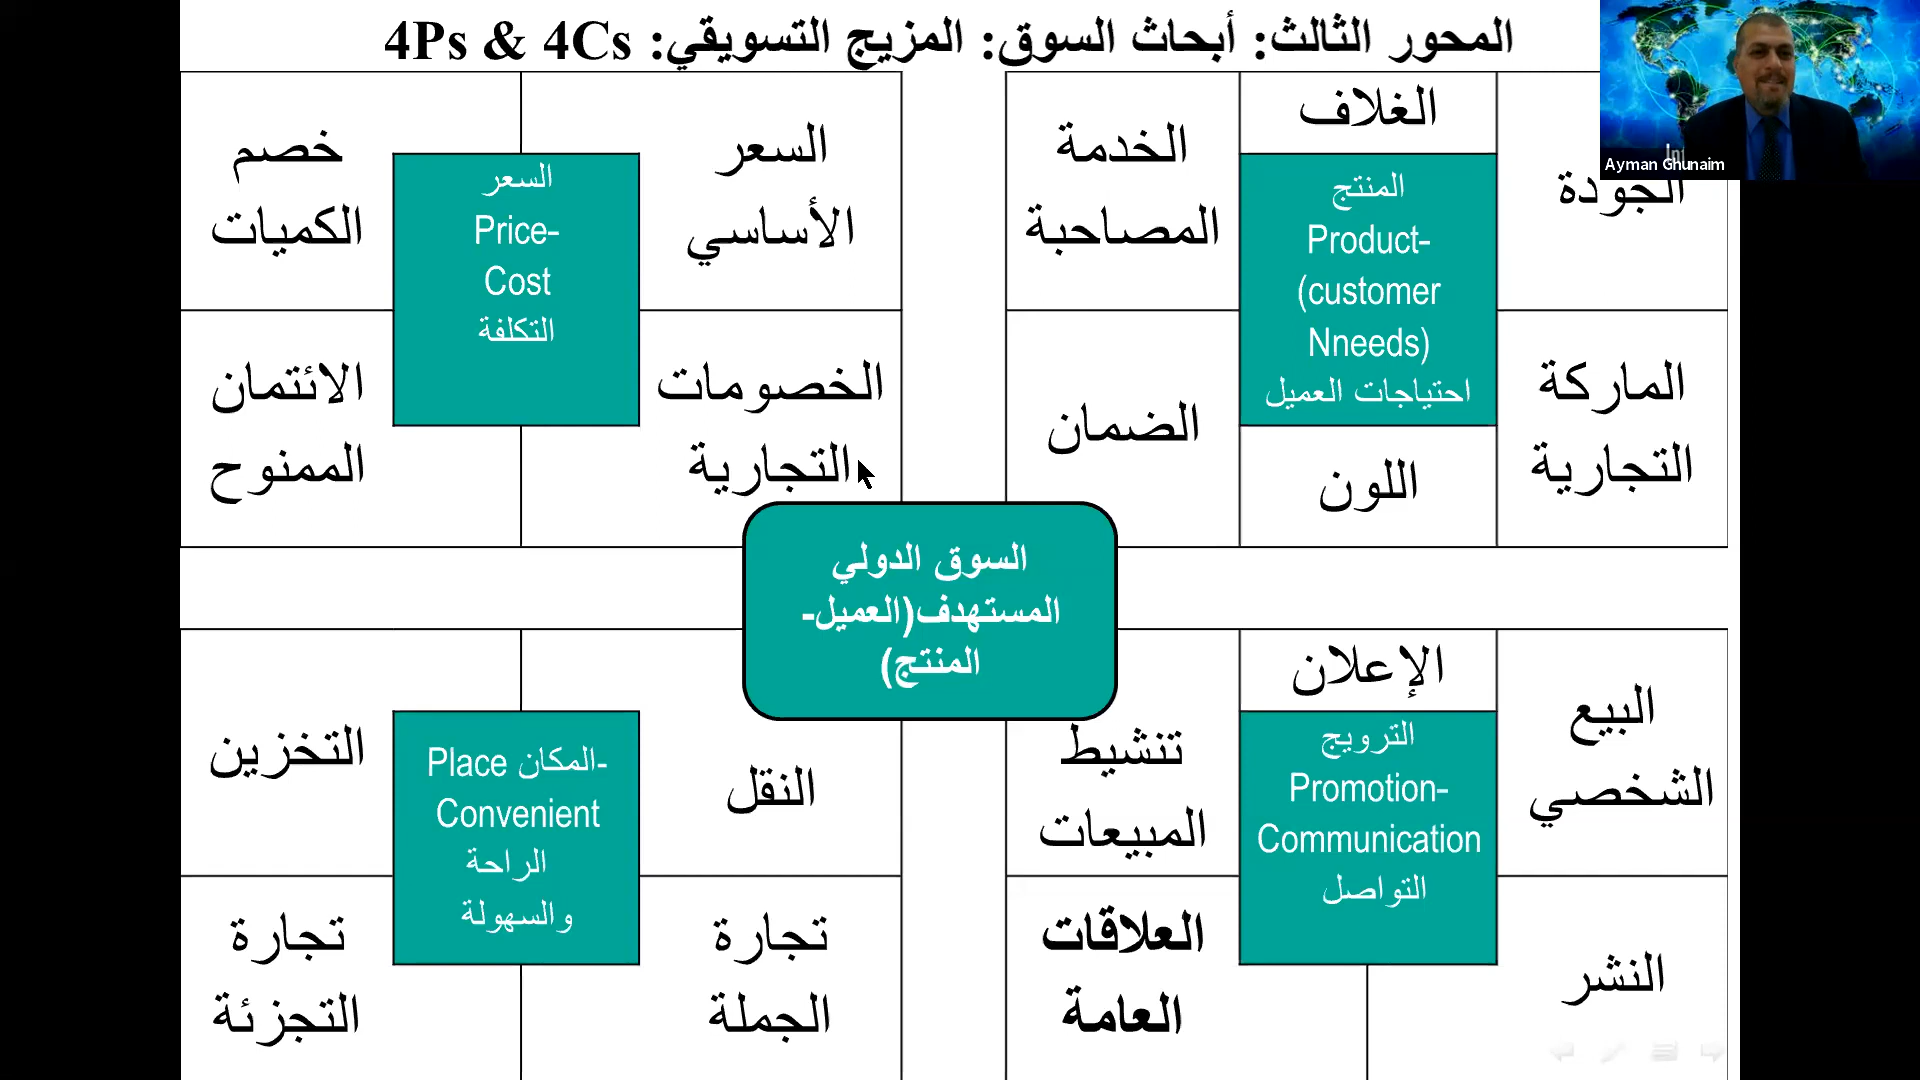 المحور الثالث: أبحاث السوق: المزيج التسويقي: 4Ps & 4Cs
Ayman Ghunaim
الجودة
الغلاف
الخدمة
المصاحبة
المنتج
Product-
(customer
Nneeds)
احتياجات العميل
الماركة
التجارية
اللون
الضمان
السعر
الأساسي
خصم
الكميات
السعر
Price-
Cost
التكلفة
الخصومات
التجارية
الائتمان
الممنوح
السوق الدولي
المستهدف(العميل-
المنتج)
البيع
الشخصي
الإعلان
تنشيط
المبيعات
الترويج
Promotion-
Communication
التواصل
النشر
العلاقات
العامة
النقل
التخزين
Place المكان-
Convenient
الراحة
والسهولة
تجارة
الجملة
تجارة
التجزئة